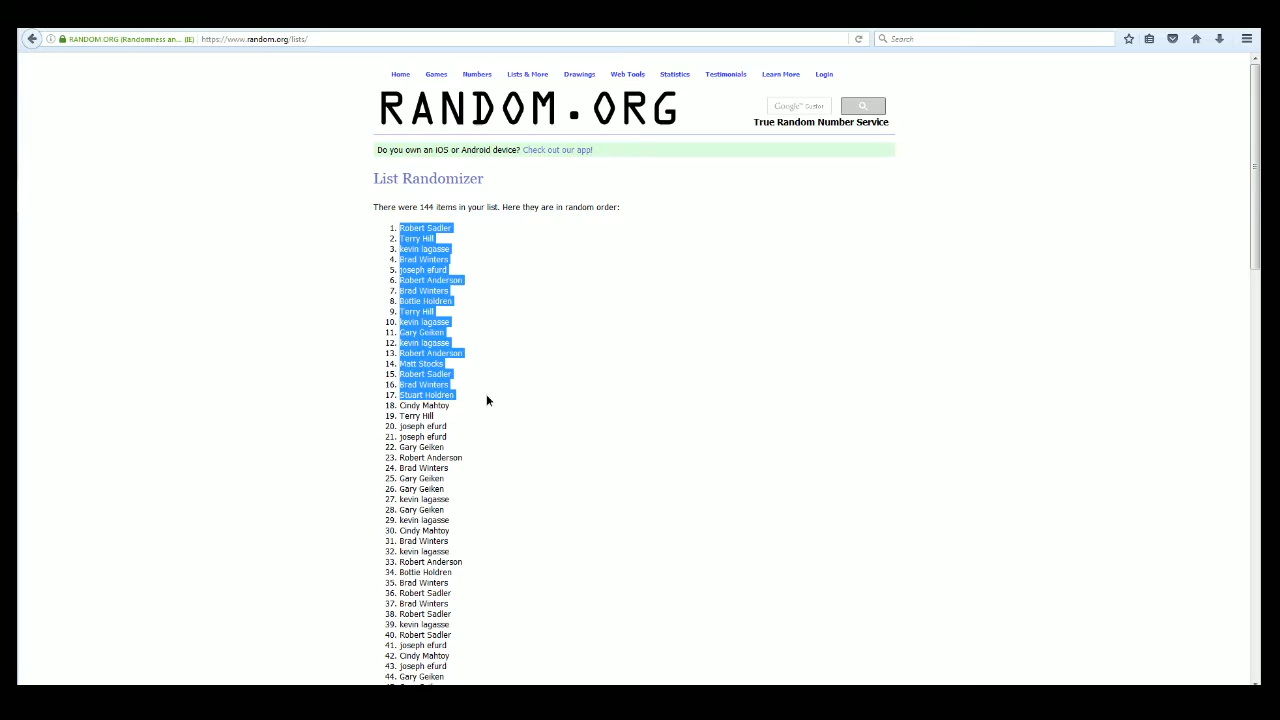 RANDOM.ORG (Randomness an... (IE) https://www.random.org/lists/ Search
Home Games Numbers Lists & More Drawings Web Tools Statistics Testimonials Learn More Login
RANDOM.ORG
Google™ Custor
True Random Number Service
Do you own an iOS or Android device? Check out our app!
List Randomizer
There were 144 items in your list. Here they are in random order:
1. Robert Sadler
2. Terry Hill
3. kevin lagasse
4. Brad Winters
5. joseph efurd
6. Robert Anderson
7. Brad Winters
8. Bottie Holdren
9. Terry Hill
10. kevin lagasse
11. Gary Geiken
12. kevin lagasse
13. Robert Anderson
14. Matt Stocks
15. Robert Sadler
16. Brad Winters
17. Stuart Holdren
18. Cindy Mahtoy
19. Terry Hill
20. joseph efurd
21. joseph efurd
22. Gary Geiken
23. Robert Anderson
24. Brad Winters
25. Gary Geiken
26. Gary Geiken
27. kevin lagasse
28. Gary Geiken
29. kevin lagasse
30. Cindy Mahtoy
31. Brad Winters
32. kevin lagasse
33. Robert Anderson
34. Bottie Holdren
35. Brad Winters
36. Robert Sadler
37. Brad Winters
38. Robert Sadler
39. kevin lagasse
40. Robert Sadler
41. joseph efurd
42. Cindy Mahtoy
43. joseph efurd
44. Gary Geiken